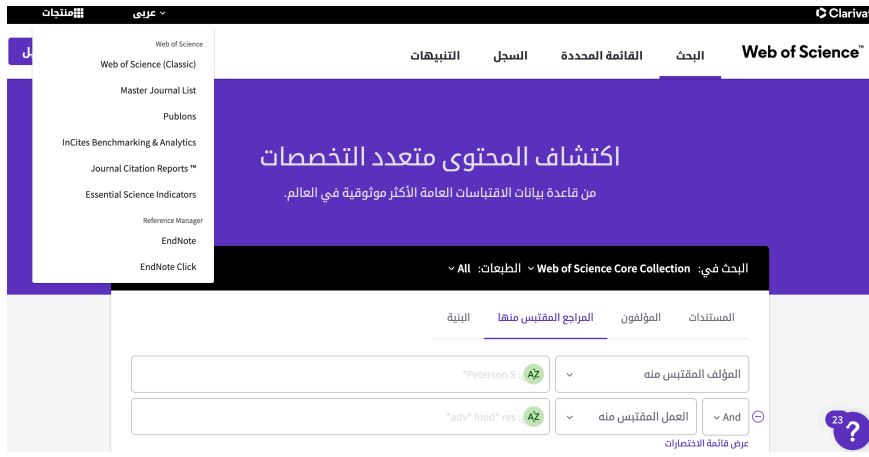 Clarivat
عربى
منتجات
Web of Science™
البحث
القائمة المحددة
السجل
التنبيهات
Web of Science
Web of Science (Classic)
Master Journal List
Publons
InCites Benchmarking & Analytics
Journal Citation Reports ™
Essential Science Indicators
Reference Manager
EndNote
EndNote Click
اكتشاف المحتوى متعدد التخصصات
من قاعدة بيانات الاقتباسات العامة الأكثر موثوقية في العالم.
البحث في: Web of Science Core Collection الطبعات: All
المستندات
المؤلفون
المراجع المقتبس منها
البنية
المؤلف المقتبس منه
Peterson S*
And
العمل المقتبس منه
*adv* food* res
عرض قائمة الاختصارات
23
?